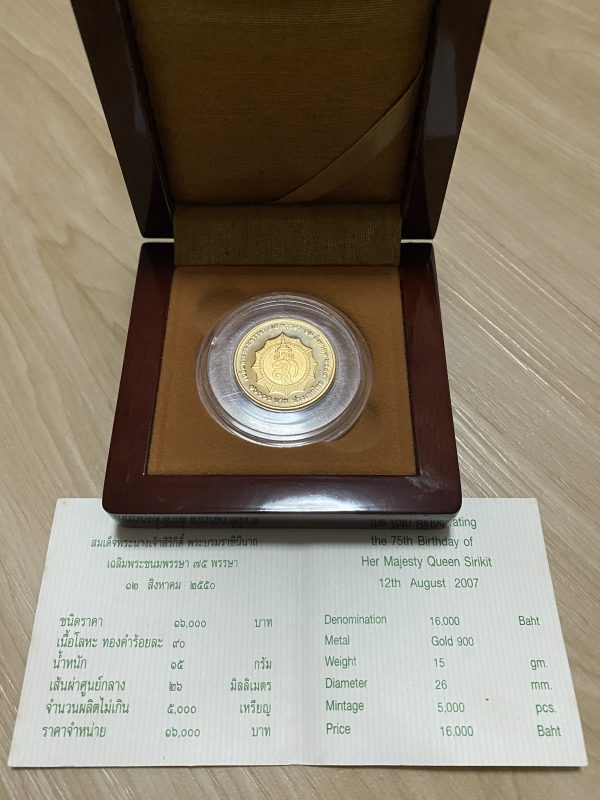 สมเด็จพระนางเจ้าสิริกิติ์ พระบรมราชินีนาถ
เฉลิมพระชนมพรรษา ๗๕ พรรษา
๑๒ สิงหาคม ๒๕๕๐
ชนิดราคา ๑๖,๐๐๐ บาท
เนื้อโลหะ ทองคำร้อยละ ๙๐
น้ำหนัก ๑๕ กรัม
เส้นผ่าศูนย์กลาง ๒๖ มิลลิเมตร
จำนวนผลิตไม่เกิน ๕,๐๐๐ เหรียญ
ราคาจำหน่าย ๑๖,๐๐๐ บาท
the 75th Birthday of
Her Majesty Queen Sirikit
12th August 2007
Denomination 16,000 Baht
Metal Gold 900
Weight 15 gm.
Diameter 26 mm.
Mintage 5,000 pcs.
Price 16,000 Baht